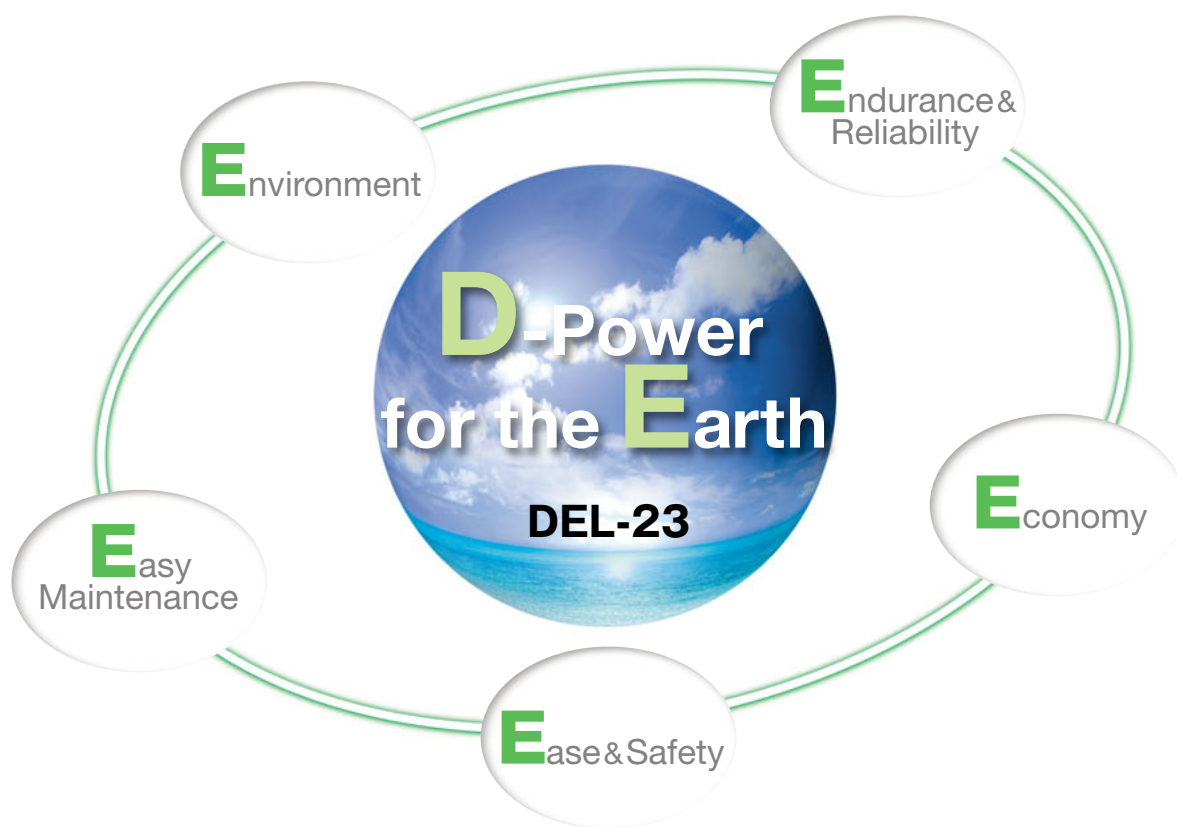 Endurance &
Reliability
Environment
D-Power
for the Earth
DEL-23
Economy
Easy
Maintenance
Ease & Safety